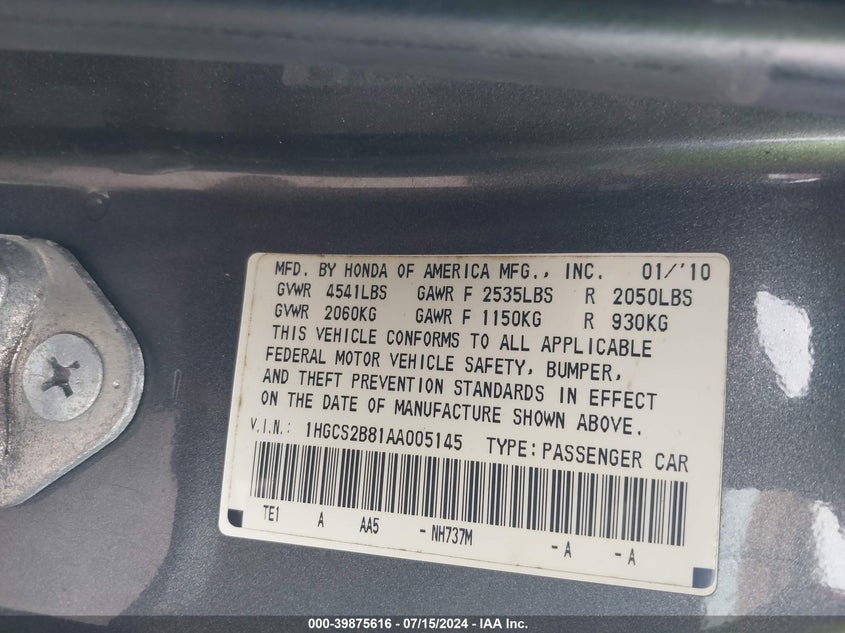 MFD. BY HONDA OF AMERICA MFG., INC. 01/'10
GVWR 4541LBS GAWR F 2535LBS R 2050LBS
GVWR 2060KG GAWR F 1150KG R 930KG
THIS VEHICLE CONFORMS TO ALL APPLICABLE
FEDERAL MOTOR VEHICLE SAFETY, BUMPER,
AND THEFT PREVENTION STANDARDS IN EFFECT
ON THE DATE OF MANUFACTURE SHOWN ABOVE.
V.I.N.: 1HGCS2B81AA005145 TYPE:PASSENGER CAR
TE1 A AA5 - NH737M - A - A
000-39875616 - 07/15/2024 - IAA Inc.